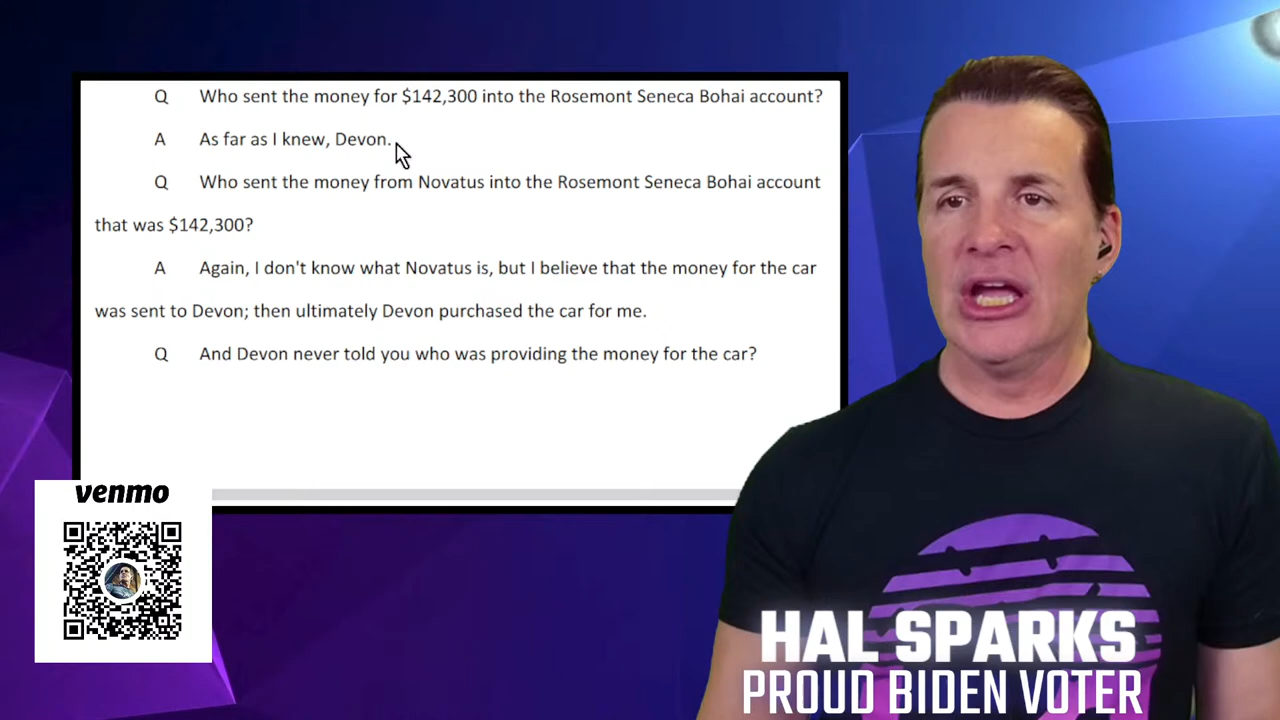 Q Who sent the money for $142,300 into the Rosemont Seneca Bohai account?
A As far as I knew, Devon.
Q Who sent the money from Novatus into the Rosemont Seneca Bohai account
that was $142,300?
A Again, I don't know what Novatus is, but I believe that the money for the car
was sent to Devon; then ultimately Devon purchased the car for me.
Q And Devon never told you who was providing the money for the car?
venmo
HAL SPARKS
PROUD BIDEN VOTER